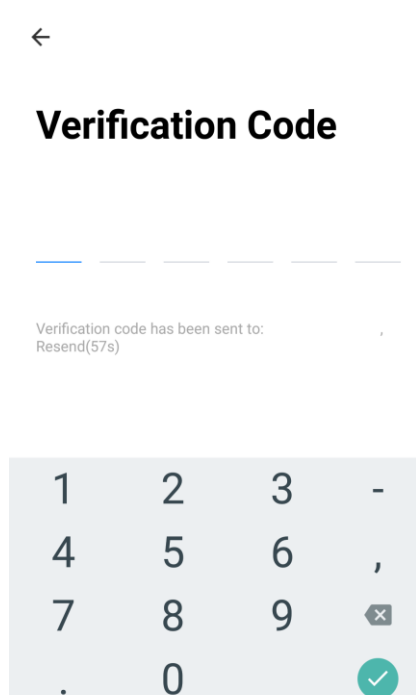 Verification Code
Verification code has been sent to: ,
Resend(57s)
1 2 3 -
4 5 6 ,
7 8 9
. 0